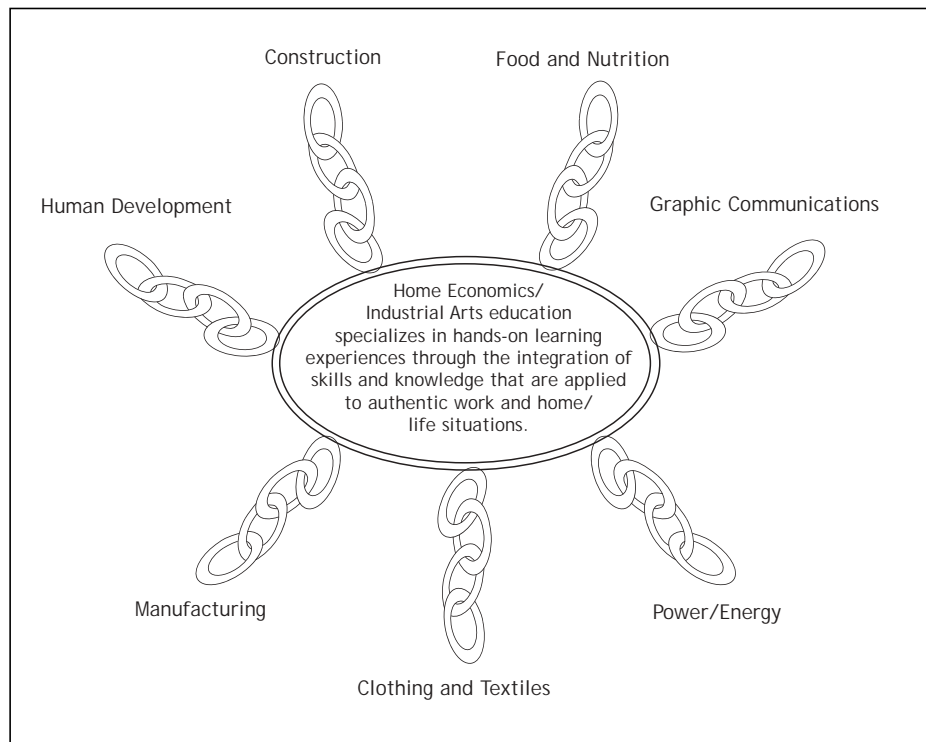 Construction
Food and Nutrition
Human Development
Graphic Communications
Home Economics/
Industrial Arts education
specializes in hands-on learning
experiences through the integration of
skills and knowledge that are applied
to authentic work and home/
life situations.
Manufacturing
Power/Energy
Clothing and Textiles